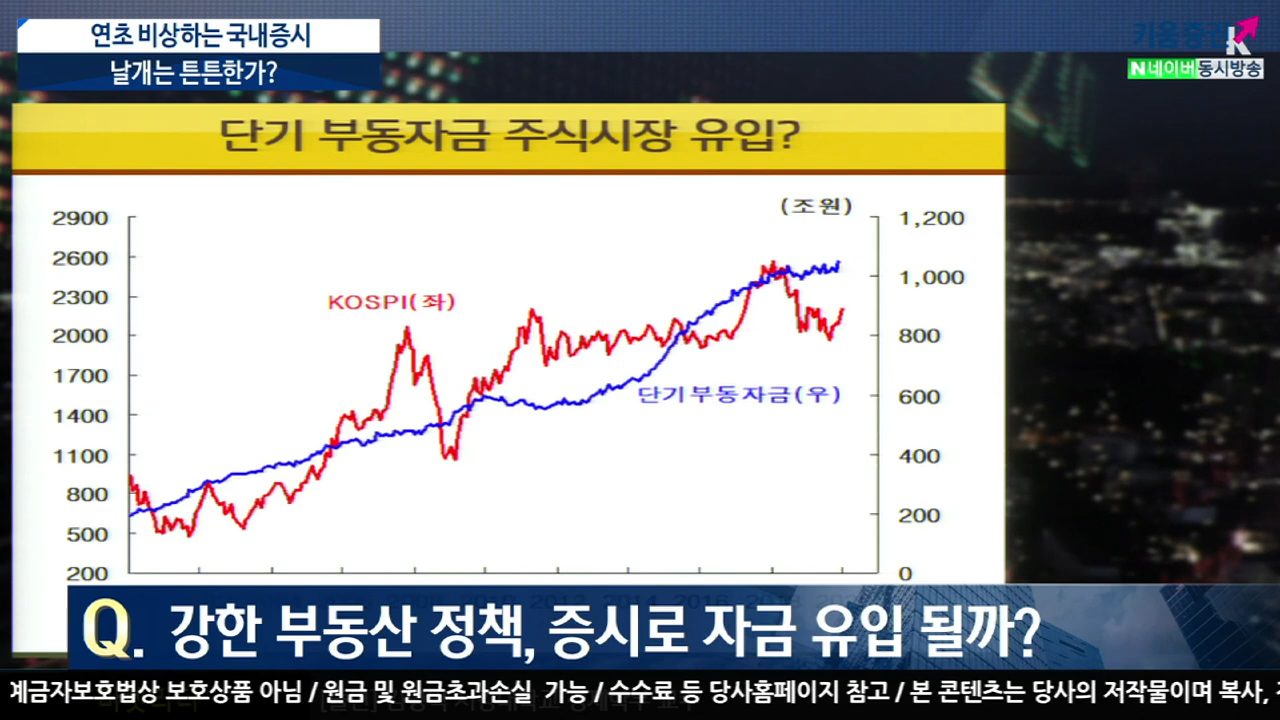 연초 비상하는 국내증시
날개는 튼튼한가?
키움증권
N 네이버 동시방송
단기 부동자금 주식시장 유입?
(조원)
2900
2600
2300
2000
1700
1400
1100
800
500
200
KOSPI(좌)
단기부동자금(우)
1,200
1,000
800
600
400
200
0
Q. 강한 부동산 정책, 증시로 자금 유입 될까?
계금자보호법상 보호상품 아님 / 원금 및 원금초과손실 가능 / 수수료 등 당사홈페이지 참고 / 본 콘텐츠는 당사의 저작물이며 복사,